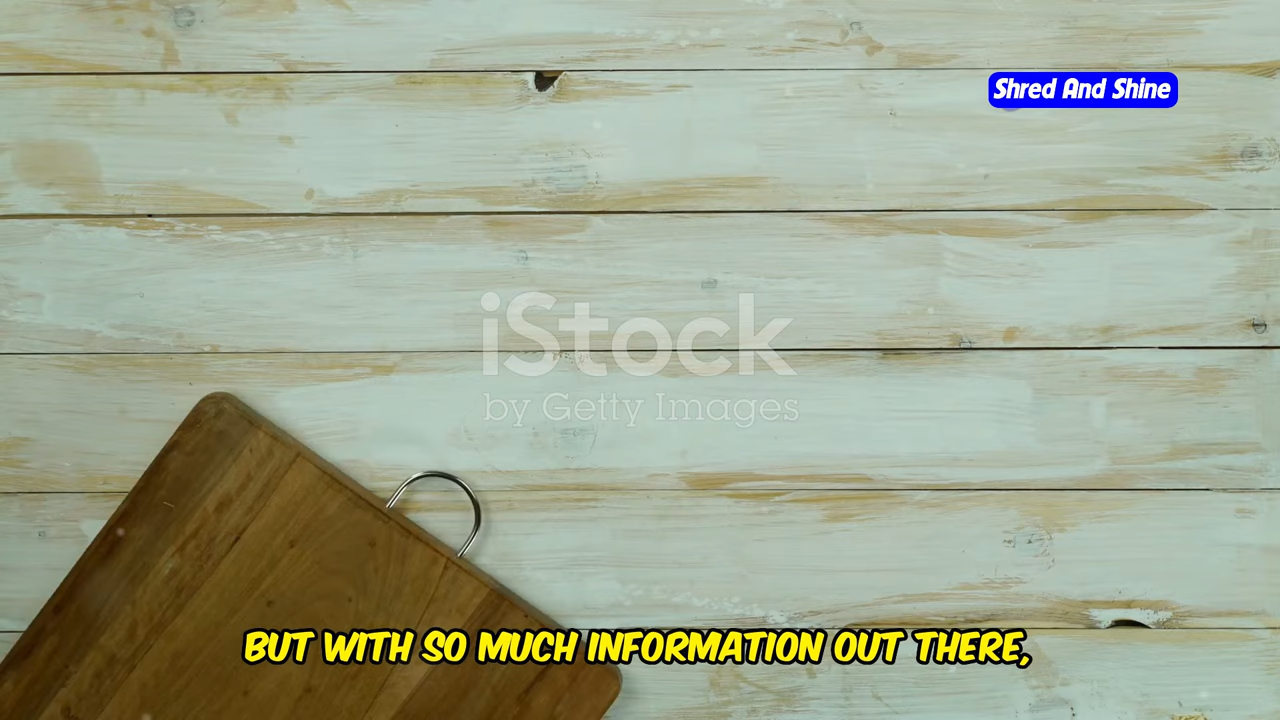 Shred And Shine
iStock
by Getty Images
BUT WITH SO MUCH INFORMATION OUT THERE,